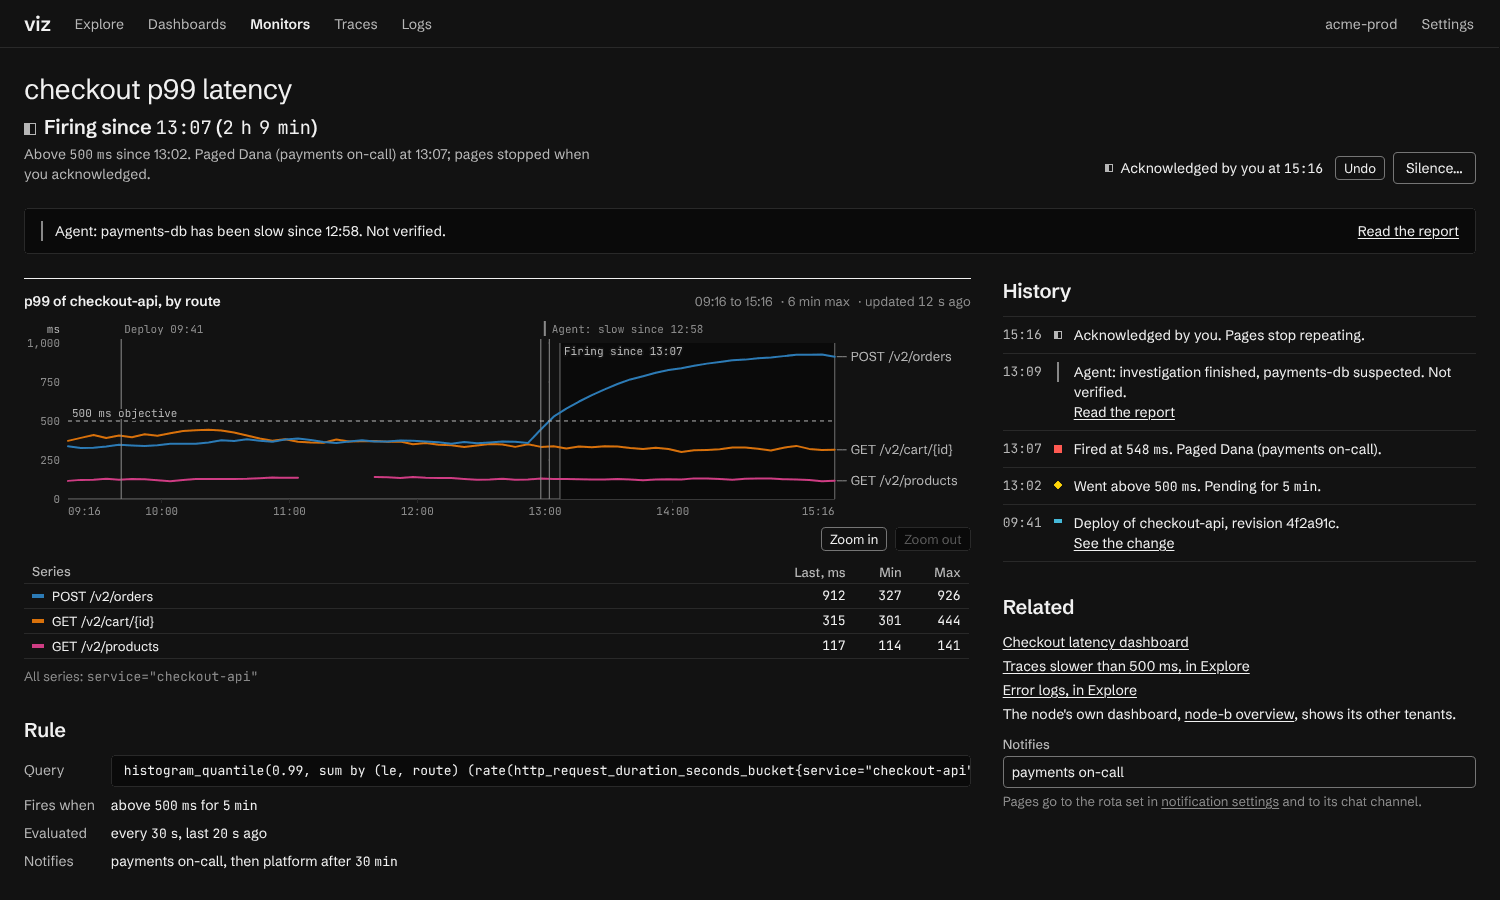 viz Explore Dashboards Monitors Traces Logs acme-prod Settings
checkout p99 latency
Firing since 13:07 (2 h 9 min)
Above 500 ms since 13:02. Paged Dana (payments on-call) at 13:07; pages stopped when
you acknowledged.
Acknowledged by you at 15:16 Undo Silence...
Agent: payments-db has been slow since 12:58. Not verified. Read the report
p99 of checkout-api, by route 09:16 to 15:16 · 6 min max · updated 12 s ago
ms Deploy 09:41 Agent: slow since 12:58
1,000 Firing since 13:07
POST /v2/orders
750
500 ms objective
500
GET /v2/cart/{id}
250
GET /v2/products
0
09:16 10:00 11:00 12:00 13:00 14:00 15:16
Zoom in Zoom out
Series Last, ms Min Max
POST /v2/orders 912 327 926
GET /v2/cart/{id} 315 301 444
GET /v2/products 117 114 141
All series: service="checkout-api"
Rule
Query histogram_quantile(0.99, sum by (le, route) (rate(http_request_duration_seconds_bucket{service="checkout-api"
Fires when above 500 ms for 5 min
Evaluated every 30 s, last 20 s ago
Notifies payments on-call, then platform after 30 min
History
15:16 Acknowledged by you. Pages stop repeating.
13:09 Agent: investigation finished, payments-db suspected. Not
verified.
Read the report
13:07 Fired at 548 ms. Paged Dana (payments on-call).
13:02 Went above 500 ms. Pending for 5 min.
09:41 Deploy of checkout-api, revision 4f2a91c.
See the change
Related
Checkout latency dashboard
Traces slower than 500 ms, in Explore
Error logs, in Explore
The node's own dashboard, node-b overview, shows its other tenants.
Notifies
payments on-call
Pages go to the rota set in notification settings and to its chat channel.